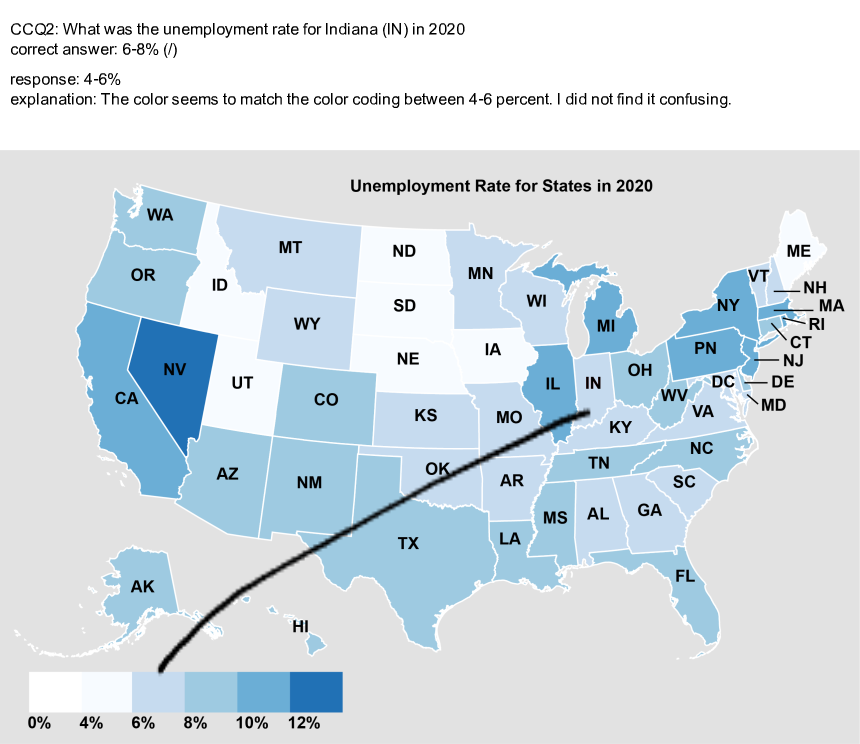 CCQ2: What was the unemployment rate for Indiana (IN) in 2020
correct answer: 6-8% (/)
response: 4-6%
explanation: The color seems to match the color coding between 4-6 percent. I did not find it confusing.
Unemployment Rate for States in 2020
WA
MT
ND
ME
OR
ID
MN
VT
NH
SD
WI
NY
MA
WY
MI
RI
NV
NE
IA
PN
CT
NJ
UT
IL
IN
OH
DC
DE
CA
CO
WV
MD
KS
MO
VA
KY
NC
AZ
NM
OK
TN
AR
SC
MS
AL
GA
TX
LA
AK
FL
HI
0% 4% 6% 8% 10% 12%